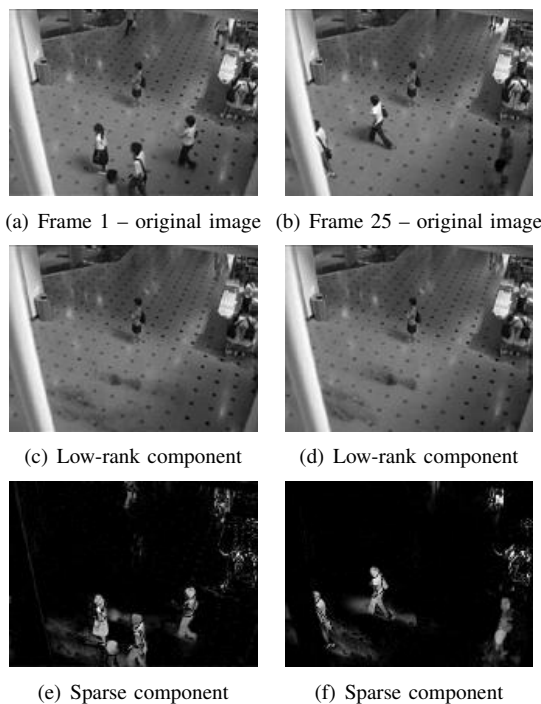 (a) Frame 1 – original image
(b) Frame 25 – original image
(c) Low-rank component
(d) Low-rank component
(e) Sparse component
(f) Sparse component